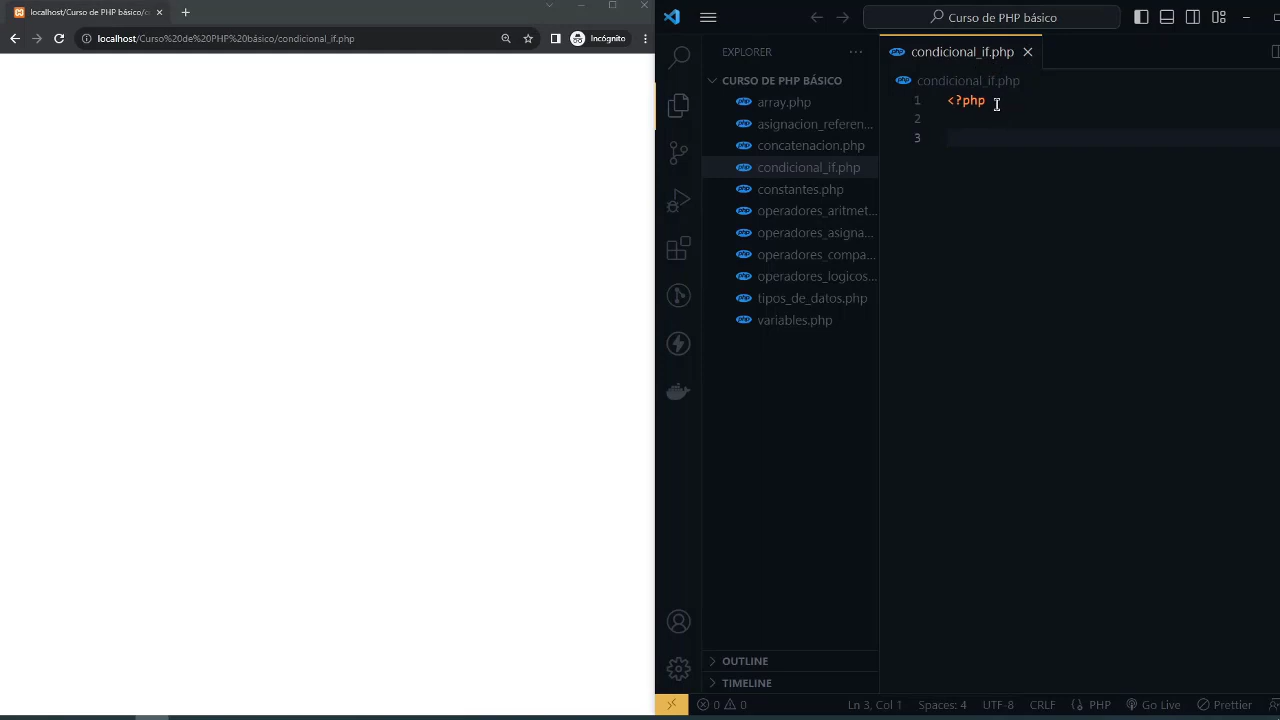 localhost/Curso de PHP básico/co
localhost/Curso%20de%20PHP%20básico/condicional_if.php
Incógnito
Curso de PHP básico
EXPLORER
CURSO DE PHP BÁSICO
array.php
asignacion_referen...
concatenacion.php
condicional_if.php
constantes.php
operadores_aritmet...
operadores_asigna...
operadores_compa...
operadores_logicos...
tipos_de_datos.php
variables.php
OUTLINE
TIMELINE
condicional_if.php
condicional_if.php
1 <?php
2
3
0 0 Ln 3, Col 1 Spaces: 4 UTF-8 CRLF PHP Go Live Prettier